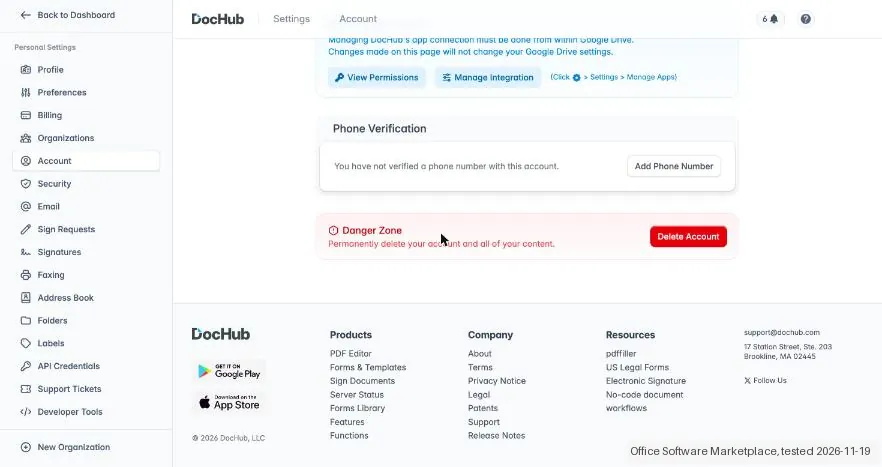 Back to Dashboard
DocHub
Settings
Account
6
Personal Settings
Profile
Preferences
Billing
Organizations
Account
Security
Email
Sign Requests
Signatures
Faxing
Address Book
Folders
Labels
API Credentials
Support Tickets
Developer Tools
New Organization
Managing DocHub's app connection must be done from within Google Drive.
Changes made on this page will not change your Google Drive settings.
View Permissions
Manage Integration
(Click > Settings > Manage Apps)
Phone Verification
You have not verified a phone number with this account.
Add Phone Number
Danger Zone
Permanently delete your account and all of your content.
Delete Account
DocHub
GET IT ON
Google Play
Download on the
App Store
© 2026 DocHub, LLC
Products
PDF Editor
Forms & Templates
Sign Documents
Server Status
Forms Library
Features
Functions
Company
About
Terms
Privacy Notice
Legal
Patents
Support
Release Notes
Resources
pdffiller
US Legal Forms
Electronic Signature
No-code document
workflows
support@dochub.com
17 Station Street, Ste. 203
Brookline, MA 02445
Follow Us
Office Software Marketplace, tested 2026-11-19